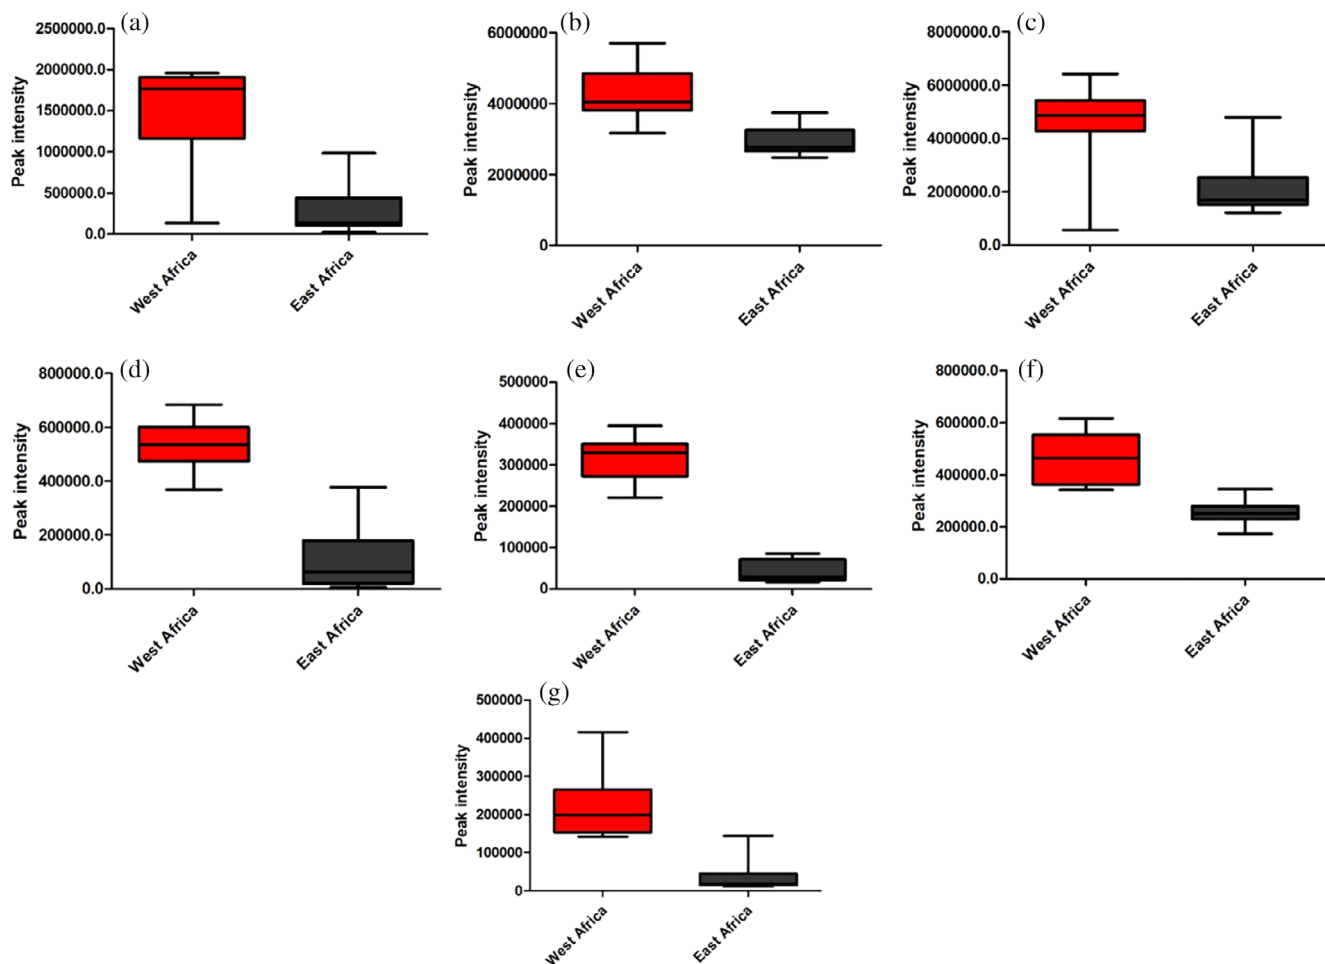 (a)
2500000.0
2000000.0
1500000.0
1000000.0
500000.0
0.0
Peak intensity
West Africa
East Africa
(b)
6000000
4000000
2000000
0
Peak intensity
West Africa
East Africa
(c)
8000000.0
6000000.0
4000000.0
2000000.0
0.0
Peak intensity
West Africa
East Africa
(d)
800000.0
600000.0
400000.0
200000.0
0.0
Peak intensity
West Africa
East Africa
(e)
500000
400000
300000
200000
100000
0
Peak intensity
West Africa
East Africa
(f)
800000.0
600000.0
400000.0
200000.0
0.0
Peak intensity
West Africa
East Africa
(g)
500000
400000
300000
200000
100000
0
Peak intensity
West Africa
East Africa